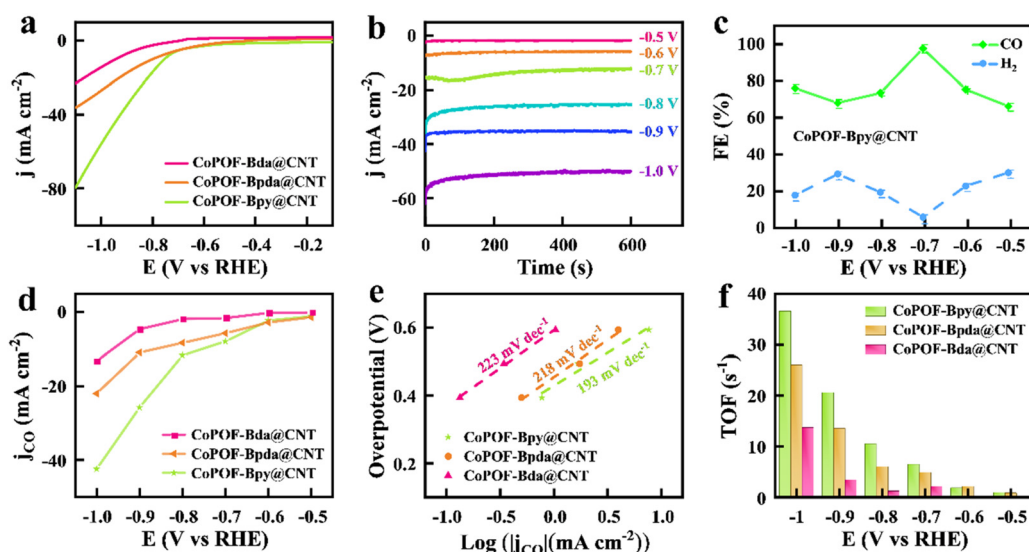 a
0
-40
-80
j (mA cm⁻²)
CoPOF-Bda@CNT
CoPOF-Bpda@CNT
CoPOF-Bpy@CNT
-1.0 -0.8 -0.6 -0.4 -0.2
E (V vs RHE)
b
0
-20
-40
-60
j (mA cm⁻²)
-0.5 V
-0.6 V
-0.7 V
-0.8 V
-0.9 V
-1.0 V
0 200 400 600
Time (s)
c
100
80
60
40
20
0
FE (%)
CO
H₂
CoPOF-Bpy@CNT
-1.0 -0.9 -0.8 -0.7 -0.6 -0.5
E (V vs RHE)
d
0
-20
-40
jCO (mA cm⁻²)
CoPOF-Bda@CNT
CoPOF-Bpda@CNT
CoPOF-Bpy@CNT
-1.0 -0.9 -0.8 -0.7 -0.6 -0.5
E (V vs RHE)
e
0.6
0.4
0.2
Overpotential (V)
223 mV dec⁻¹
218 mV dec⁻¹
193 mV dec⁻¹
CoPOF-Bpy@CNT
CoPOF-Bpda@CNT
CoPOF-Bda@CNT
-1.0 -0.5 0.0 0.5 1.0
Log (|jCO|(mA cm⁻²))
f
40
30
20
10
0
TOF (s⁻¹)
CoPOF-Bpy@CNT
CoPOF-Bpda@CNT
CoPOF-Bda@CNT
-1 -0.9 -0.8 -0.7 -0.6 -0.5
E (V vs RHE)